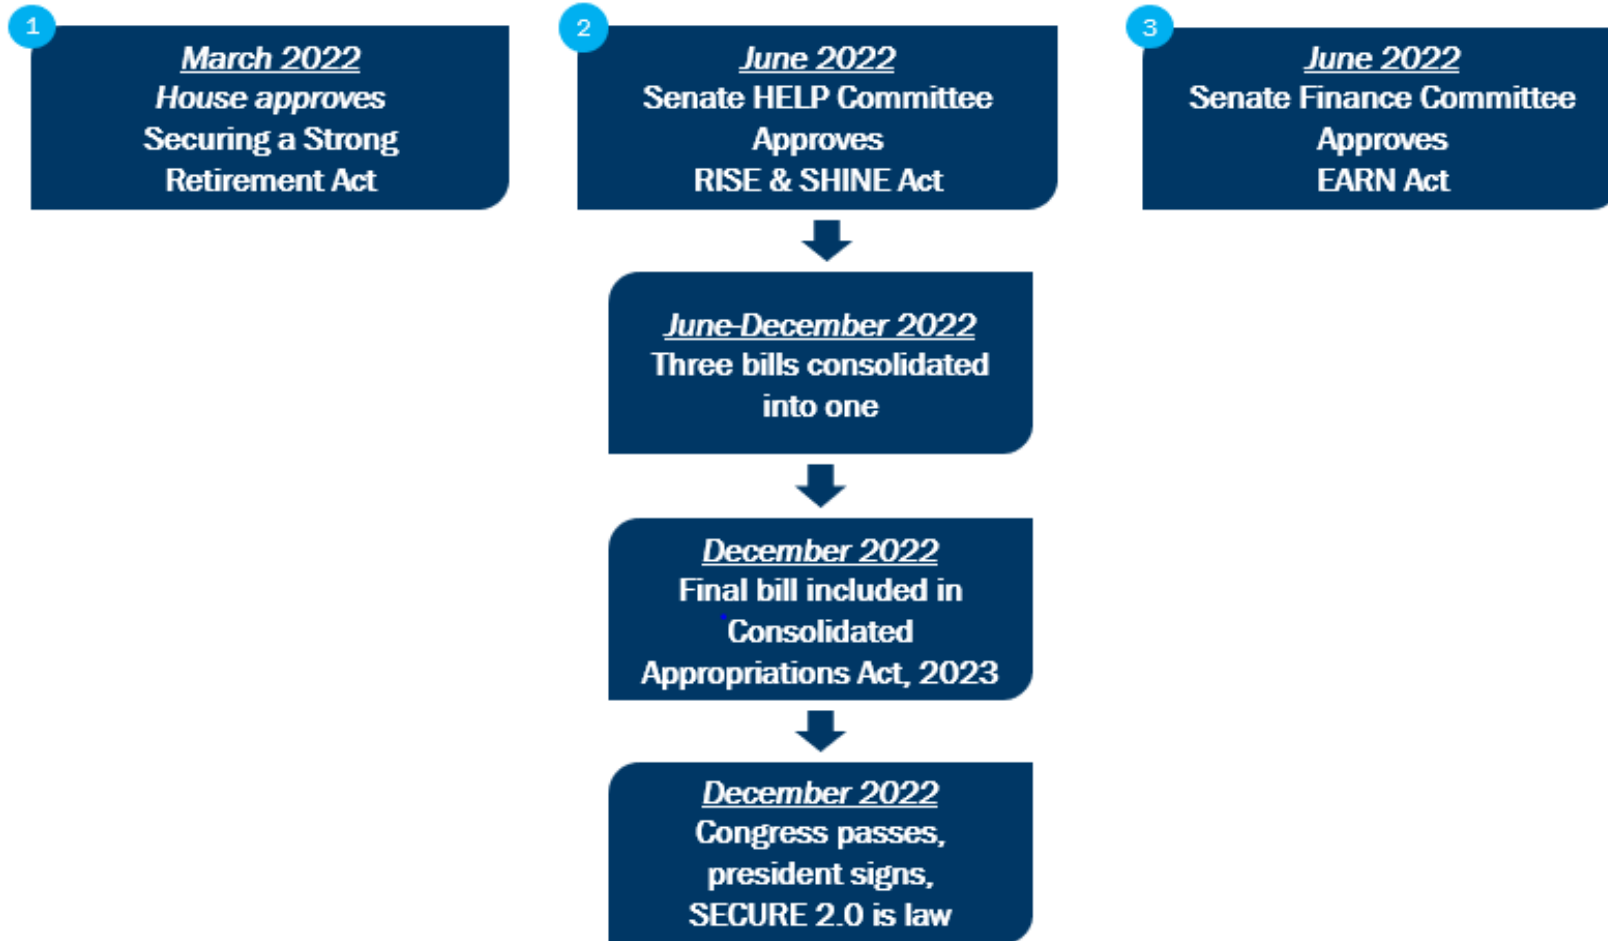 1
March 2022
House approves
Securing a Strong
Retirement Act
2
June 2022
Senate HELP Committee
Approves
RISE & SHINE Act
3
June 2022
Senate Finance Committee
Approves
EARN Act
June-December 2022
Three bills consolidated
into one
December 2022
Final bill included in
Consolidated
Appropriations Act, 2023
December 2022
Congress passes,
president signs,
SECURE 2.0 is law